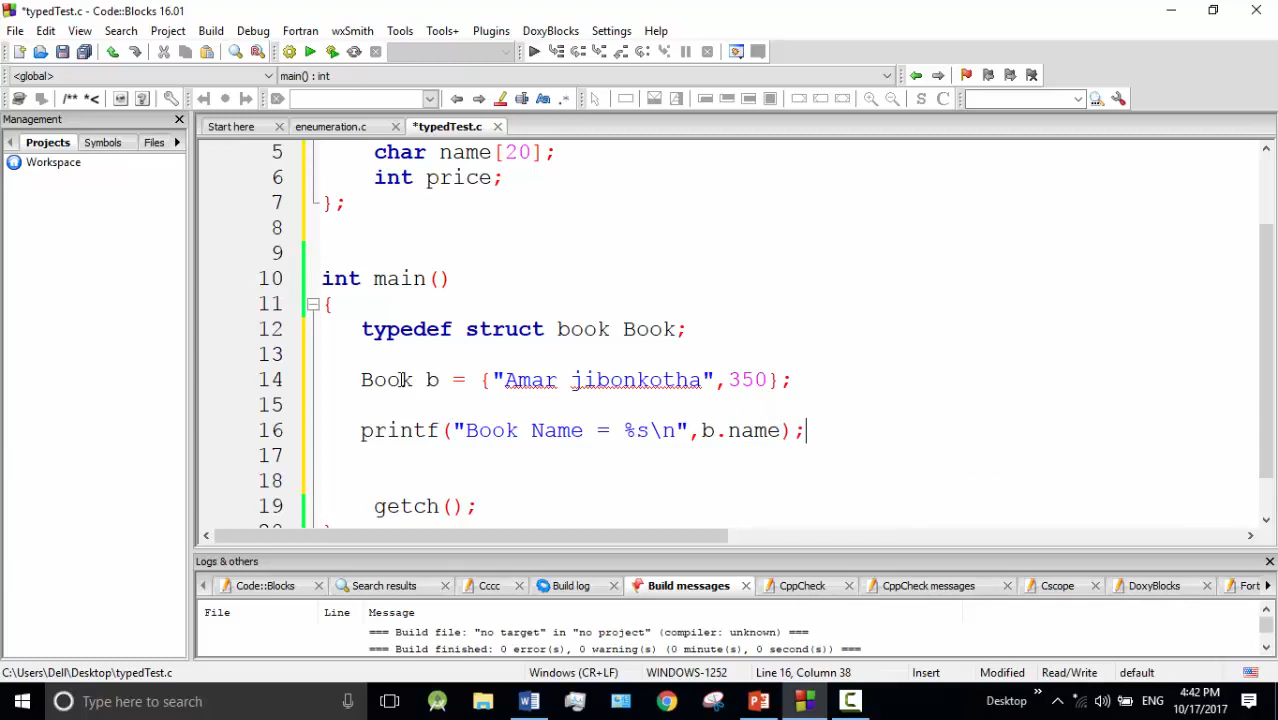 *typedTest.c - Code::Blocks 16.01
File Edit View Search Project Build Debug Fortran wxSmith Tools Tools+ Plugins DoxyBlocks Settings Help
<global> main() : int
/** *< S C
Management
Start here eneumeration.c *typedTest.c
Projects Symbols Files
Workspace
5 char name[20];
6 int price;
7 };
8
9
10 int main()
11 {
12 typedef struct book Book;
13
14 Book b = {"Amar jibonkotha",350};
15
16 printf("Book Name = %s\n",b.name);
17
18
19 getch();
Logs & others
Code::Blocks Search results Cccc Build log Build messages CppCheck CppCheck messages Cscope DoxyBlocks Fort
File Line Message
=== Build file: "no target" in "no project" (compiler: unknown) ===
=== Build finished: 0 error(s), 0 warning(s) (0 minute(s), 0 second(s)) ===
C:\Users\Dell\Desktop\typedTest.c Windows (CR+LF) WINDOWS-1252 Line 16, Column 38 Insert Modified Read/Write default
Type here to search Desktop ENG 4:42 PM
10/17/2017